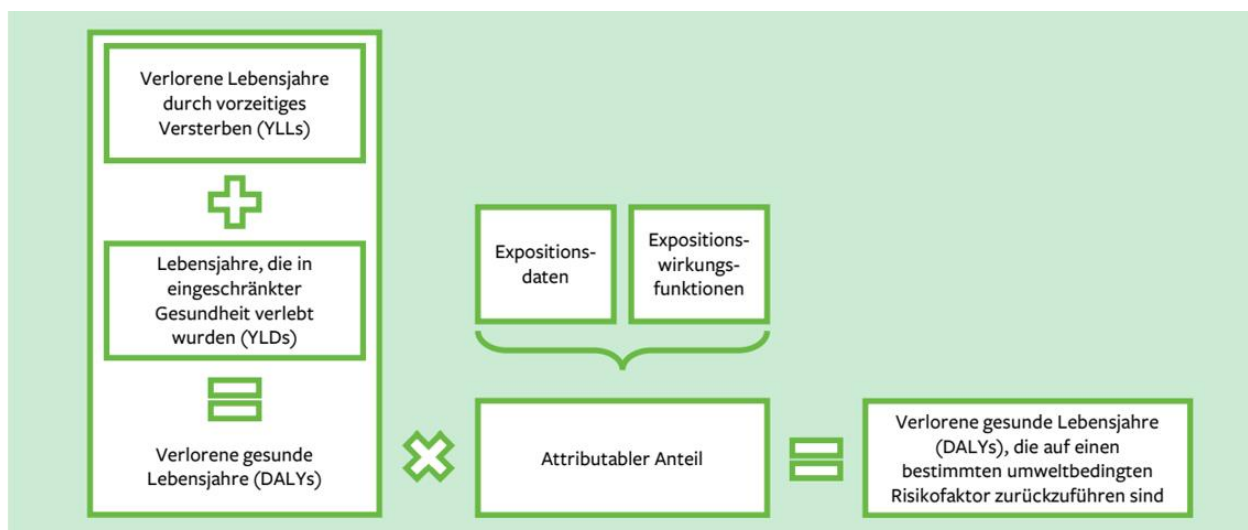 Verlorene Lebensjahre
durch vorzeitiges
Versterben (YLLs)
Lebensjahre, die in
eingeschränkter
Gesundheit verlebt
wurden (YLDs)
Verlorene gesunde
Lebensjahre (DALYs)
Expositions-
daten
Expositions-
wirkungs-
funktionen
Attributabler Anteil
Verlorene gesunde Lebensjahre
(DALYs), die auf einen
bestimmten umweltbedingten
Risikofaktor zurückzuführen sind